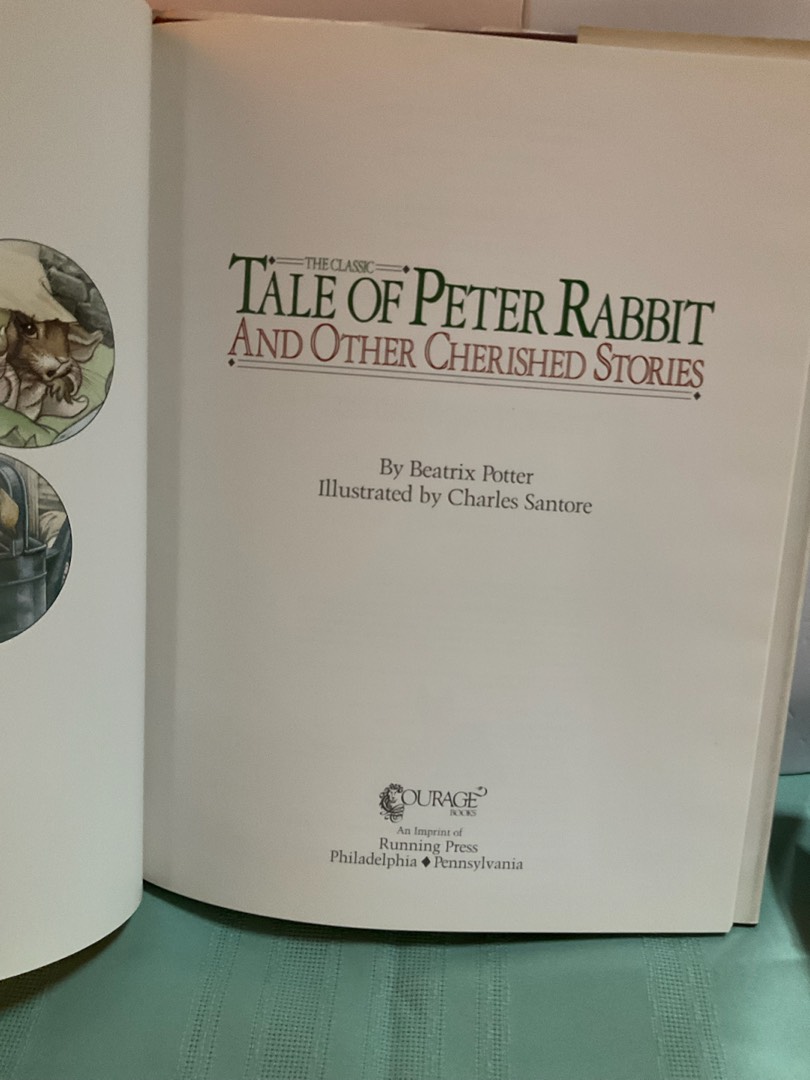 THE CLASSIC
TALE OF PETER RABBIT
AND OTHER CHERISHED STORIES
By Beatrix Potter
Illustrated by Charles Santore
COURAGE
BOOKS
An Imprint of
Running Press
Philadelphia ♦ Pennsylvania